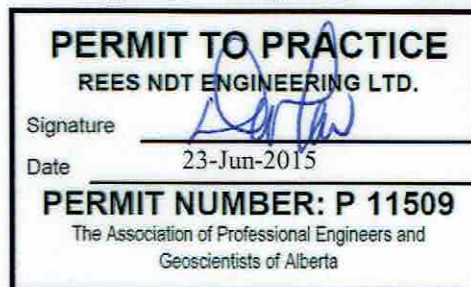 PERMIT TO PRACTICE
REES NDT ENGINEERING LTD.
Signature
Date 23-Jun-2015
PERMIT NUMBER: P 11509
The Association of Professional Engineers and
Geoscientists of Alberta